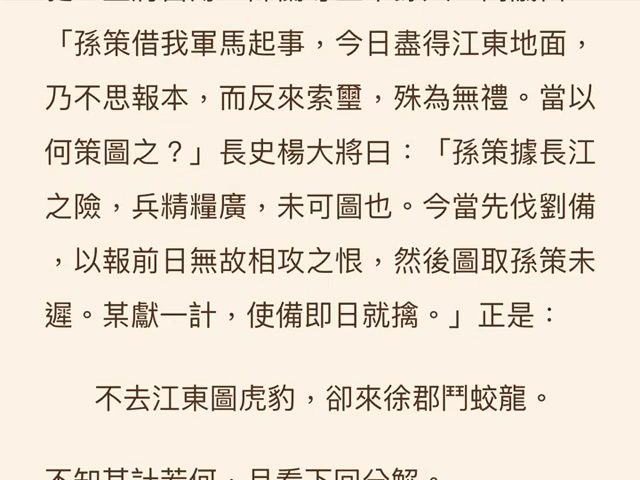 「孫策借我軍馬起事，今日盡得江東地面，
乃不思報本，而反來索璽，殊為無禮。當以
何策圖之？」長史楊大將曰：「孫策據長江
之險，兵精糧廣，未可圖也。今當先伐劉備
，以報前日無故相攻之恨，然後圖取孫策未
遲。某獻一計，使備即日就擒。」正是：
不去江東圖虎豹，卻來徐郡鬥蛟龍。
不知其計若何，且看下回分解。